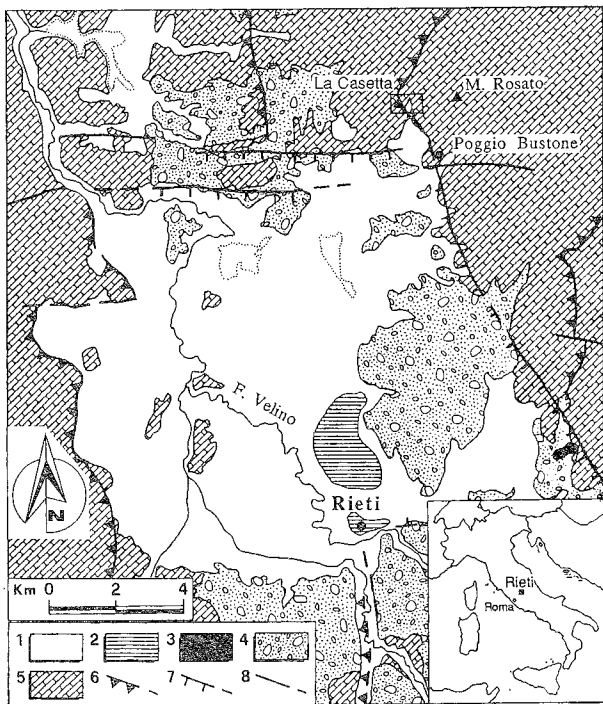 La Casetta
M. Rosato
Poggio Bustone
F. Velino
Rieti
N
Km 0 2 4
Rieti
Roma
1 2 3 4
5 6 7 8